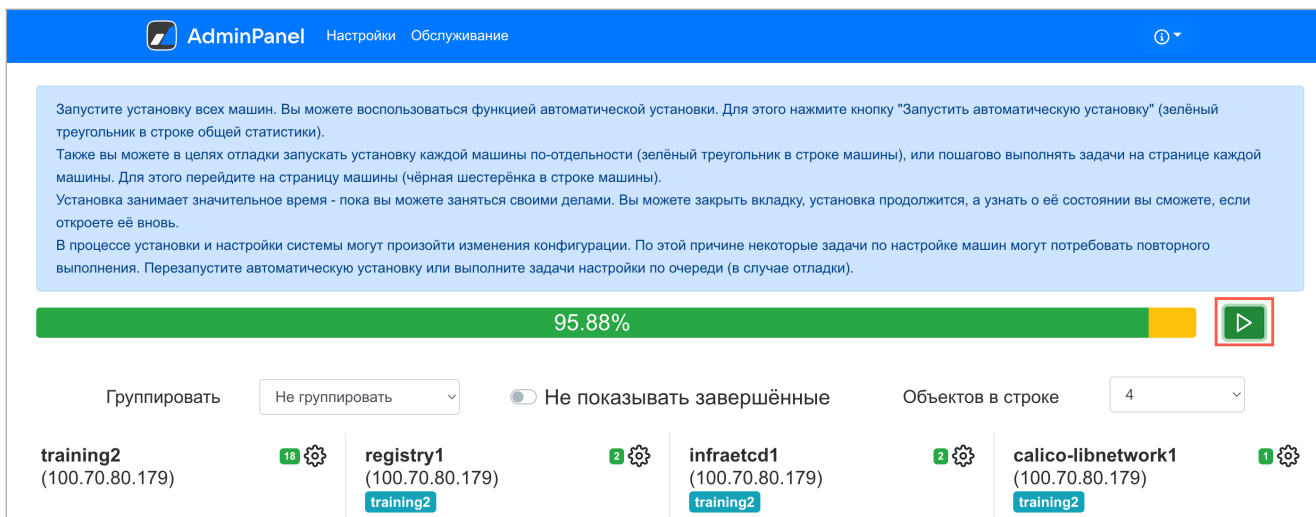 AdminPanel Настройки Обслуживание
Запустите установку всех машин. Вы можете воспользоваться функцией автоматической установки. Для этого нажмите кнопку "Запустить автоматическую установку" (зелёный
треугольник в строке общей статистики).
Также вы можете в целях отладки запускать установку каждой машины по-отдельности (зелёный треугольник в строке машины), или пошагово выполнять задачи на странице каждой
машины. Для этого перейдите на страницу машины (чёрная шестерёнка в строке машины).
Установка занимает значительное время - пока вы можете заняться своими делами. Вы можете закрыть вкладку, установка продолжится, а узнать о её состоянии вы сможете, если
откроете её вновь.
В процессе установки и настройки системы могут произойти изменения конфигурации. По этой причине некоторые задачи по настройке машин могут потребовать повторного
выполнения. Перезапустите автоматическую установку или выполните задачи настройки по очереди (в случае отладки).
95.88%
Группировать Не группировать Не показывать завершённые Объектов в строке 4
training2 18 registry1 2 infraetcd1 2 calico-libnetwork1 1
(100.70.80.179) (100.70.80.179) (100.70.80.179) (100.70.80.179)
training2 training2 training2